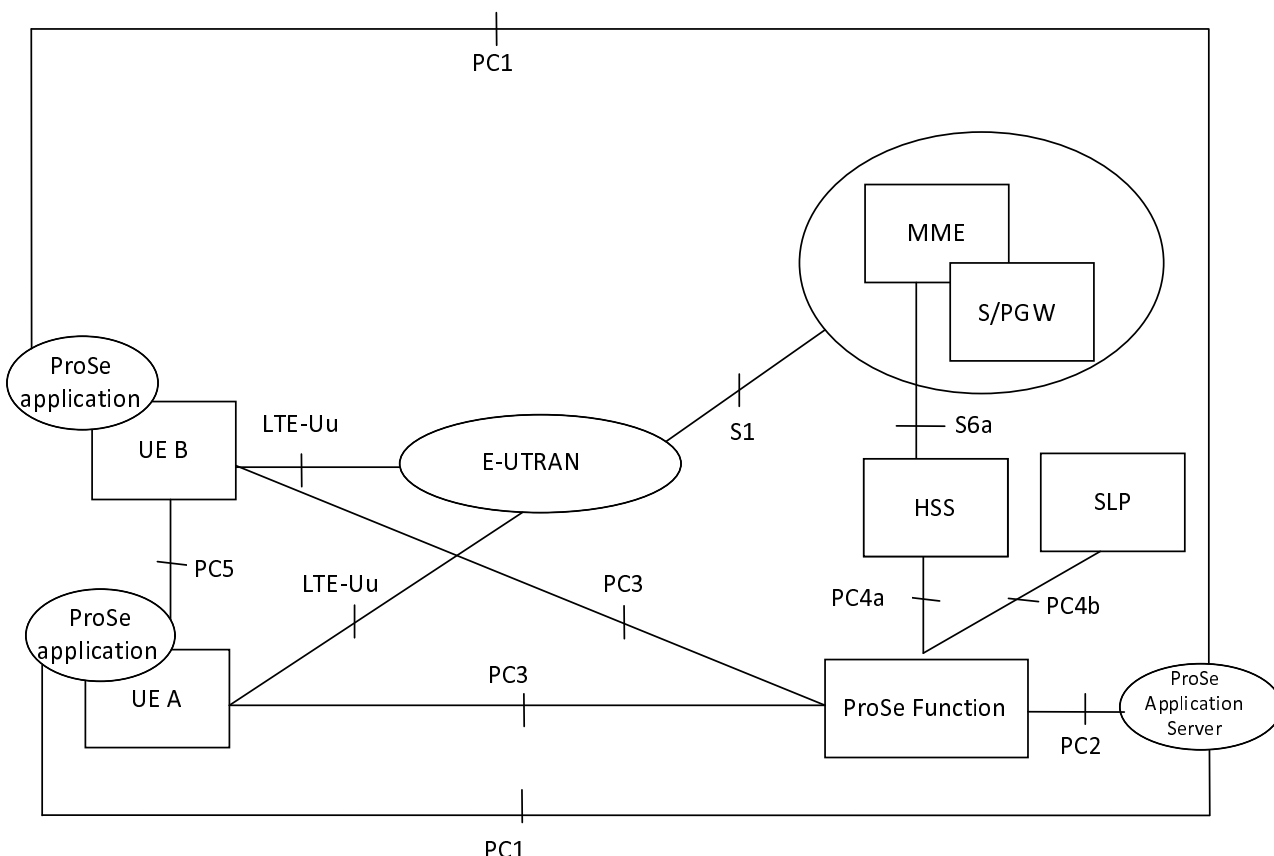 PC1
MME
S/PGW
ProSe
application
UE B
LTE-Uu
E-UTRAN
S1
S6a
HSS
SLP
PC5
LTE-Uu
PC3
PC4a
PC4b
ProSe
application
UE A
PC3
ProSe Function
ProSe
Application
Server
PC2
PC1